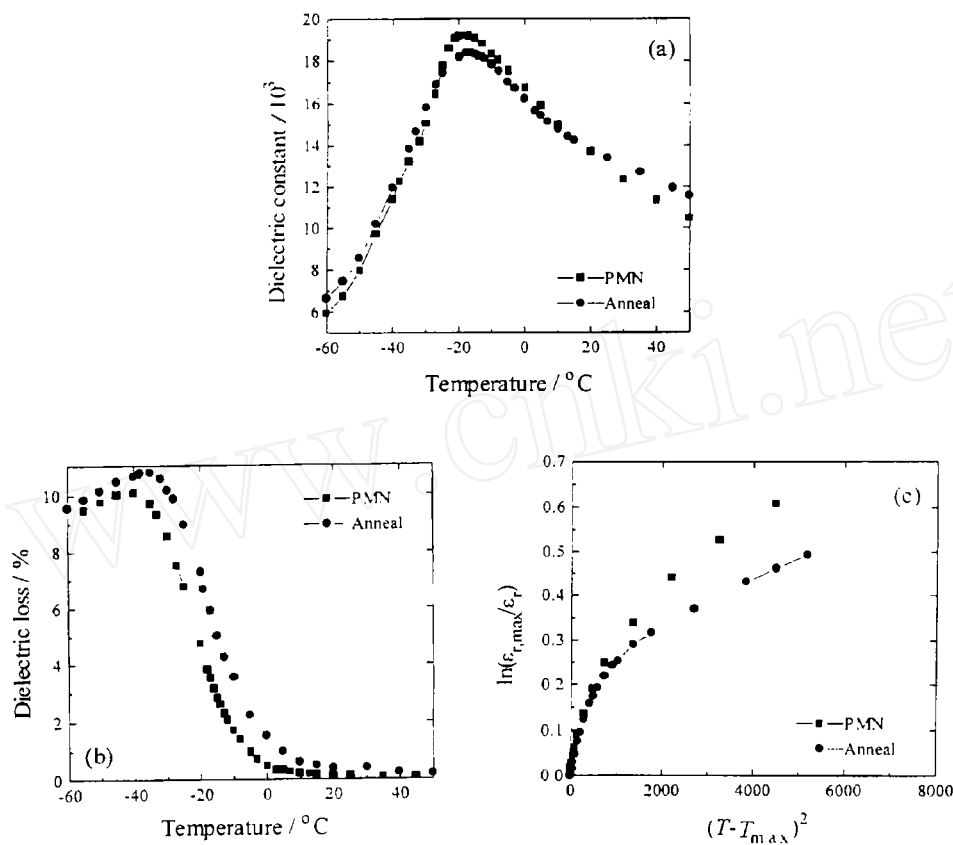 20
18
16
14
12
10
8
6
Dielectric constant / 10³
(a)
PMN
Anneal
-60 -40 -20 0 20 40
Temperature / °C
10
8
6
4
2
0
Dielectric loss / %
(b)
PMN
Anneal
-60 -40 -20 0 20 40
Temperature / °C
0.7
0.6
0.5
0.4
0.3
0.2
0.1
0.0
ln(εr,max/εr)
(c)
PMN
Anneal
0 2000 4000 6000 8000
(T-Tmax)²
www.cnki.ne